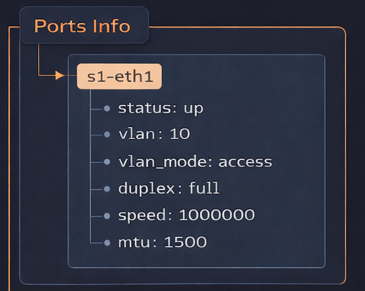 Ports Info
s1-eth1
status: up
vlan: 10
vlan_mode: access
duplex: full
speed: 1000000
mtu: 1500